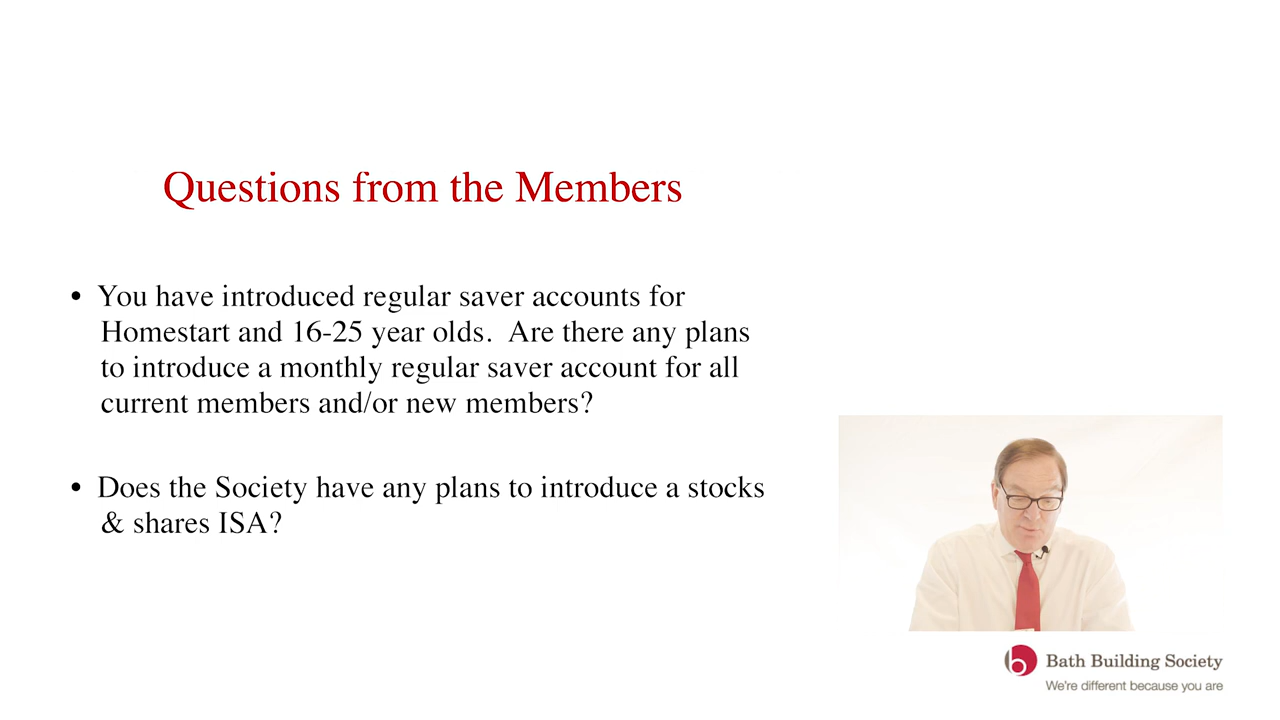 Questions from the Members
• You have introduced regular saver accounts for
Homestart and 16-25 year olds.  Are there any plans
to introduce a monthly regular saver account for all
current members and/or new members?
• Does the Society have any plans to introduce a stocks
& shares ISA?
b Bath Building Society
We're different because you are